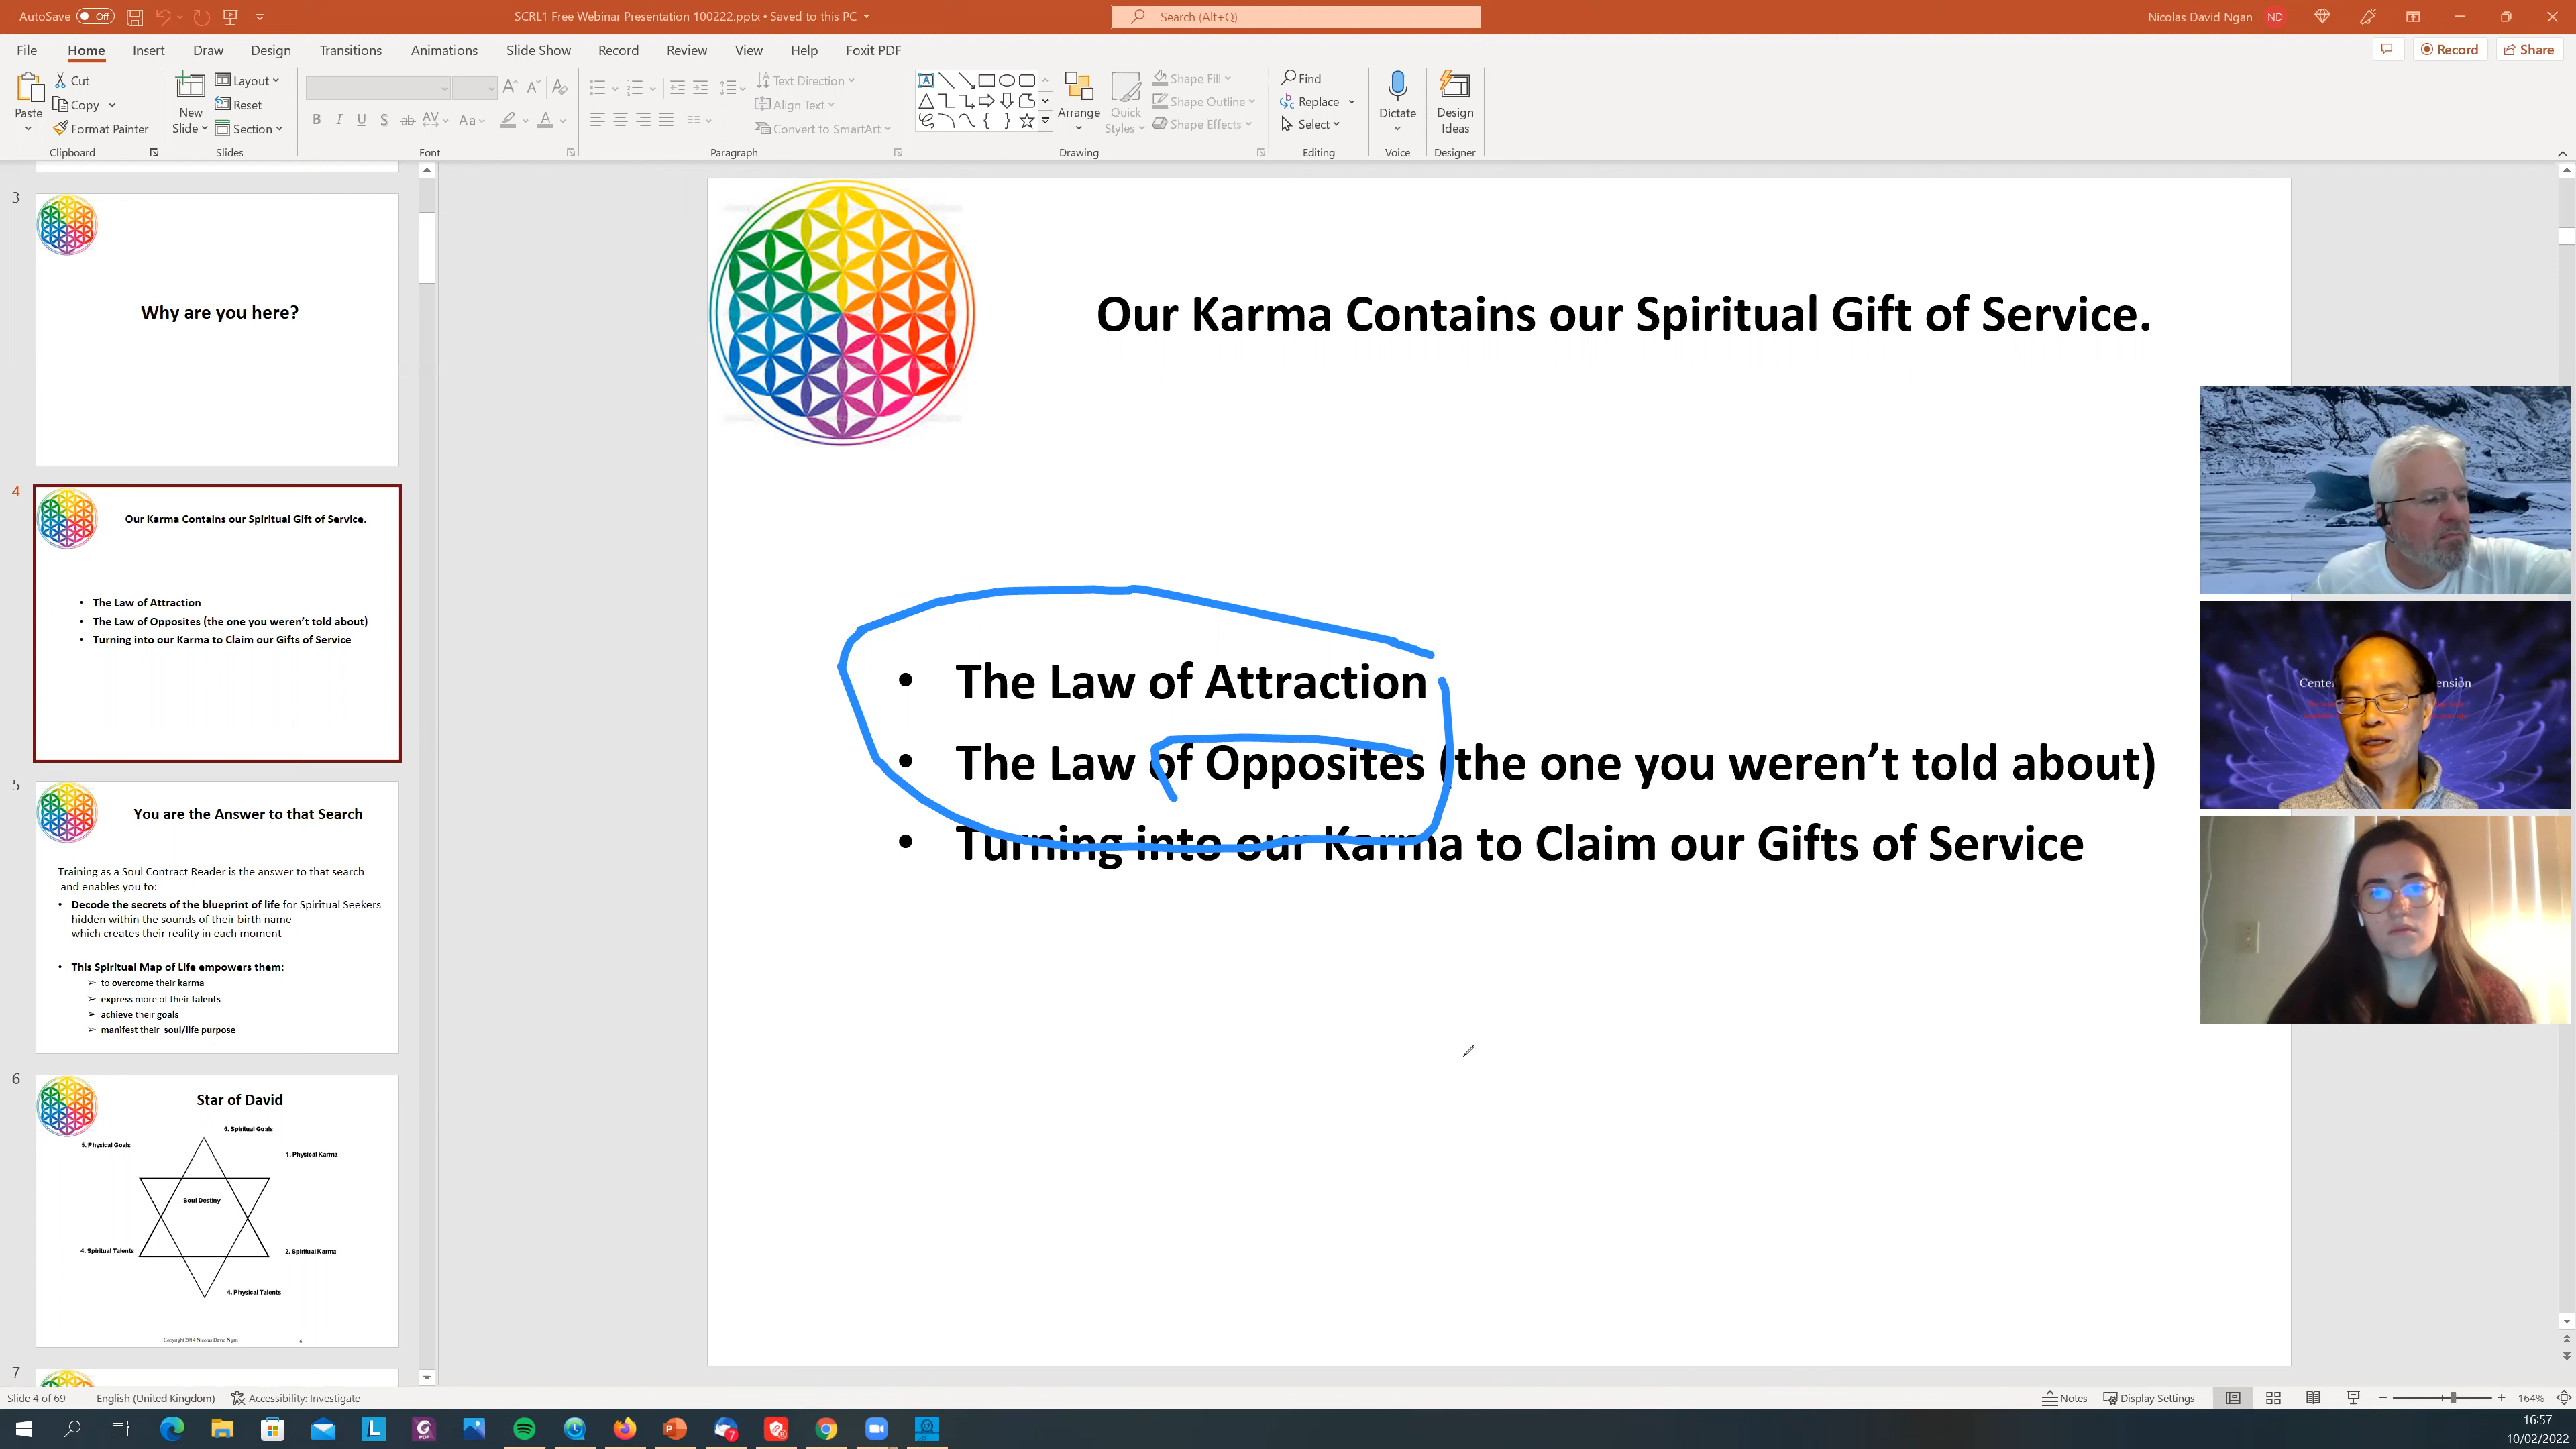 AutoSave Off
SCRL1 Free Webinar Presentation 100222.pptx • Saved to this PC
Search (Alt+Q)
Nicolas David Ngan ND
File Home Insert Draw Design Transitions Animations Slide Show Record Review View Help Foxit PDF
Record Share
Paste
Cut
Copy
Format Painter
Clipboard
New Slide
Layout
Reset
Section
Slides
B I U S ab AV Aa A
Font
Text Direction
Align Text
Convert to SmartArt
Paragraph
Arrange
Quick Styles
Shape Fill
Shape Outline
Shape Effects
Drawing
Find
Replace
Select
Editing
Dictate
Voice
Design Ideas
Designer
3
Why are you here?
4
Our Karma Contains our Spiritual Gift of Service.
• The Law of Attraction
• The Law of Opposites (the one you weren't told about)
• Turning into our Karma to Claim our Gifts of Service
5
You are the Answer to that Search
Training as a Soul Contract Reader is the answer to that search
and enables you to:
• Decode the secrets of the blueprint of life for Spiritual Seekers
hidden within the sounds of their birth name
which creates their reality in each moment
• This Spiritual Map of Life empowers them:
➢ to overcome their karma
➢ express more of their talents
➢ achieve their goals
➢ manifest their soul/life purpose
6
Star of David
6. Spiritual Goals
5. Physical Goals
1. Physical Karma
Soul Destiny
4. Spiritual Talents
2. Spiritual Karma
4. Physical Talents
Copyright 2014 Nicolas David Ngan
7
Our Karma Contains our Spiritual Gift of Service.
• The Law of Attraction
• The Law of Opposites (the one you weren't told about)
• Turning into our Karma to Claim our Gifts of Service
Slide 4 of 69
English (United Kingdom)
Accessibility: Investigate
Notes
Display Settings
164%
16:57
10/02/2022